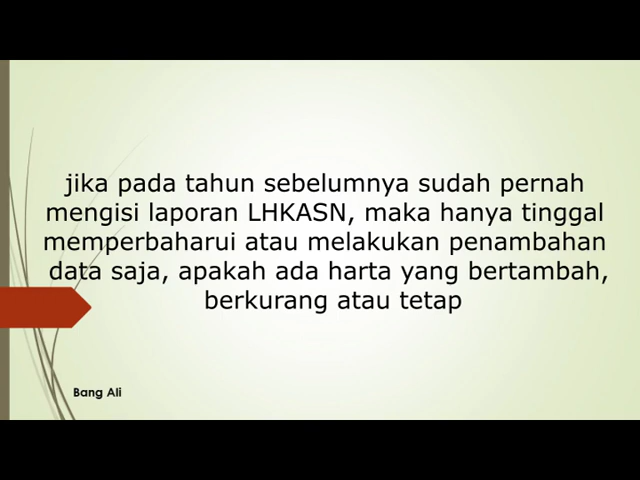 jika pada tahun sebelumnya sudah pernah
mengisi laporan LHKASN, maka hanya tinggal
memperbaharui atau melakukan penambahan
data saja, apakah ada harta yang bertambah,
berkurang atau tetap
Bang Ali